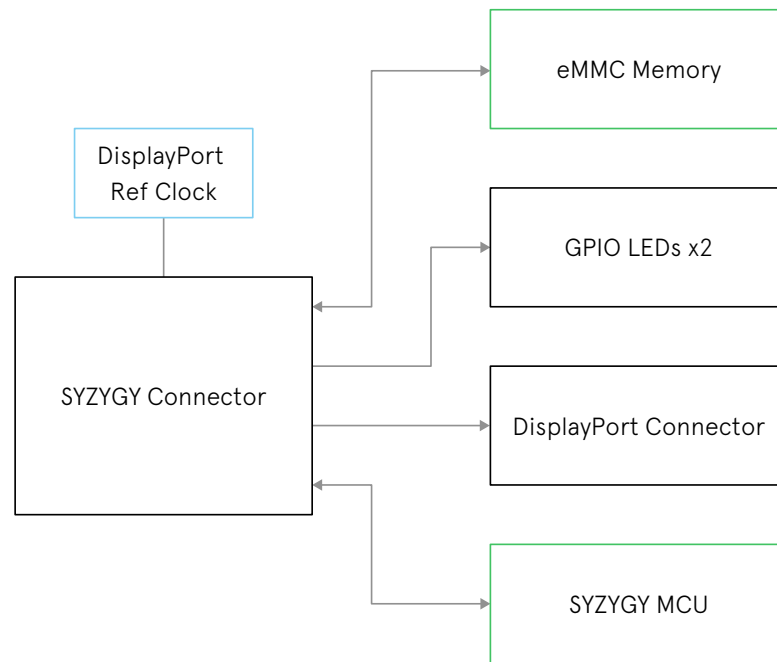 eMMC Memory
DisplayPort
Ref Clock
GPIO LEDs x2
SYZYGY Connector
DisplayPort Connector
SYZYGY MCU